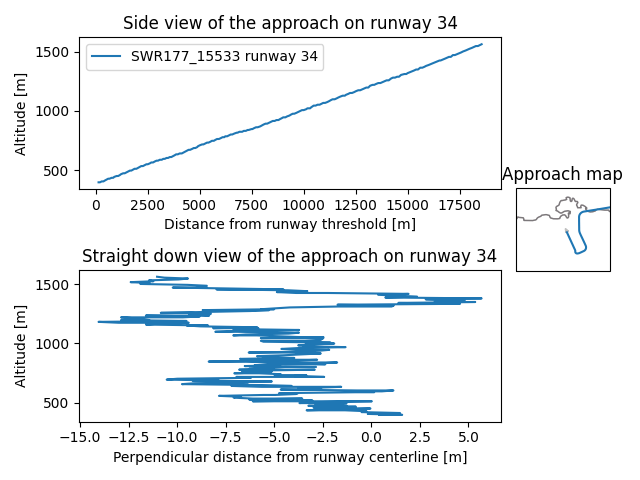 Side view of the approach on runway 34
SWR177_15533 runway 34
Altitude [m]
1500
1000
500
0 2500 5000 7500 10000 12500 15000 17500
Distance from runway threshold [m]
Approach map
Straight down view of the approach on runway 34
Altitude [m]
1500
1000
500
−15.0 −12.5 −10.0 −7.5 −5.0 −2.5 0.0 2.5 5.0
Perpendicular distance from runway centerline [m]